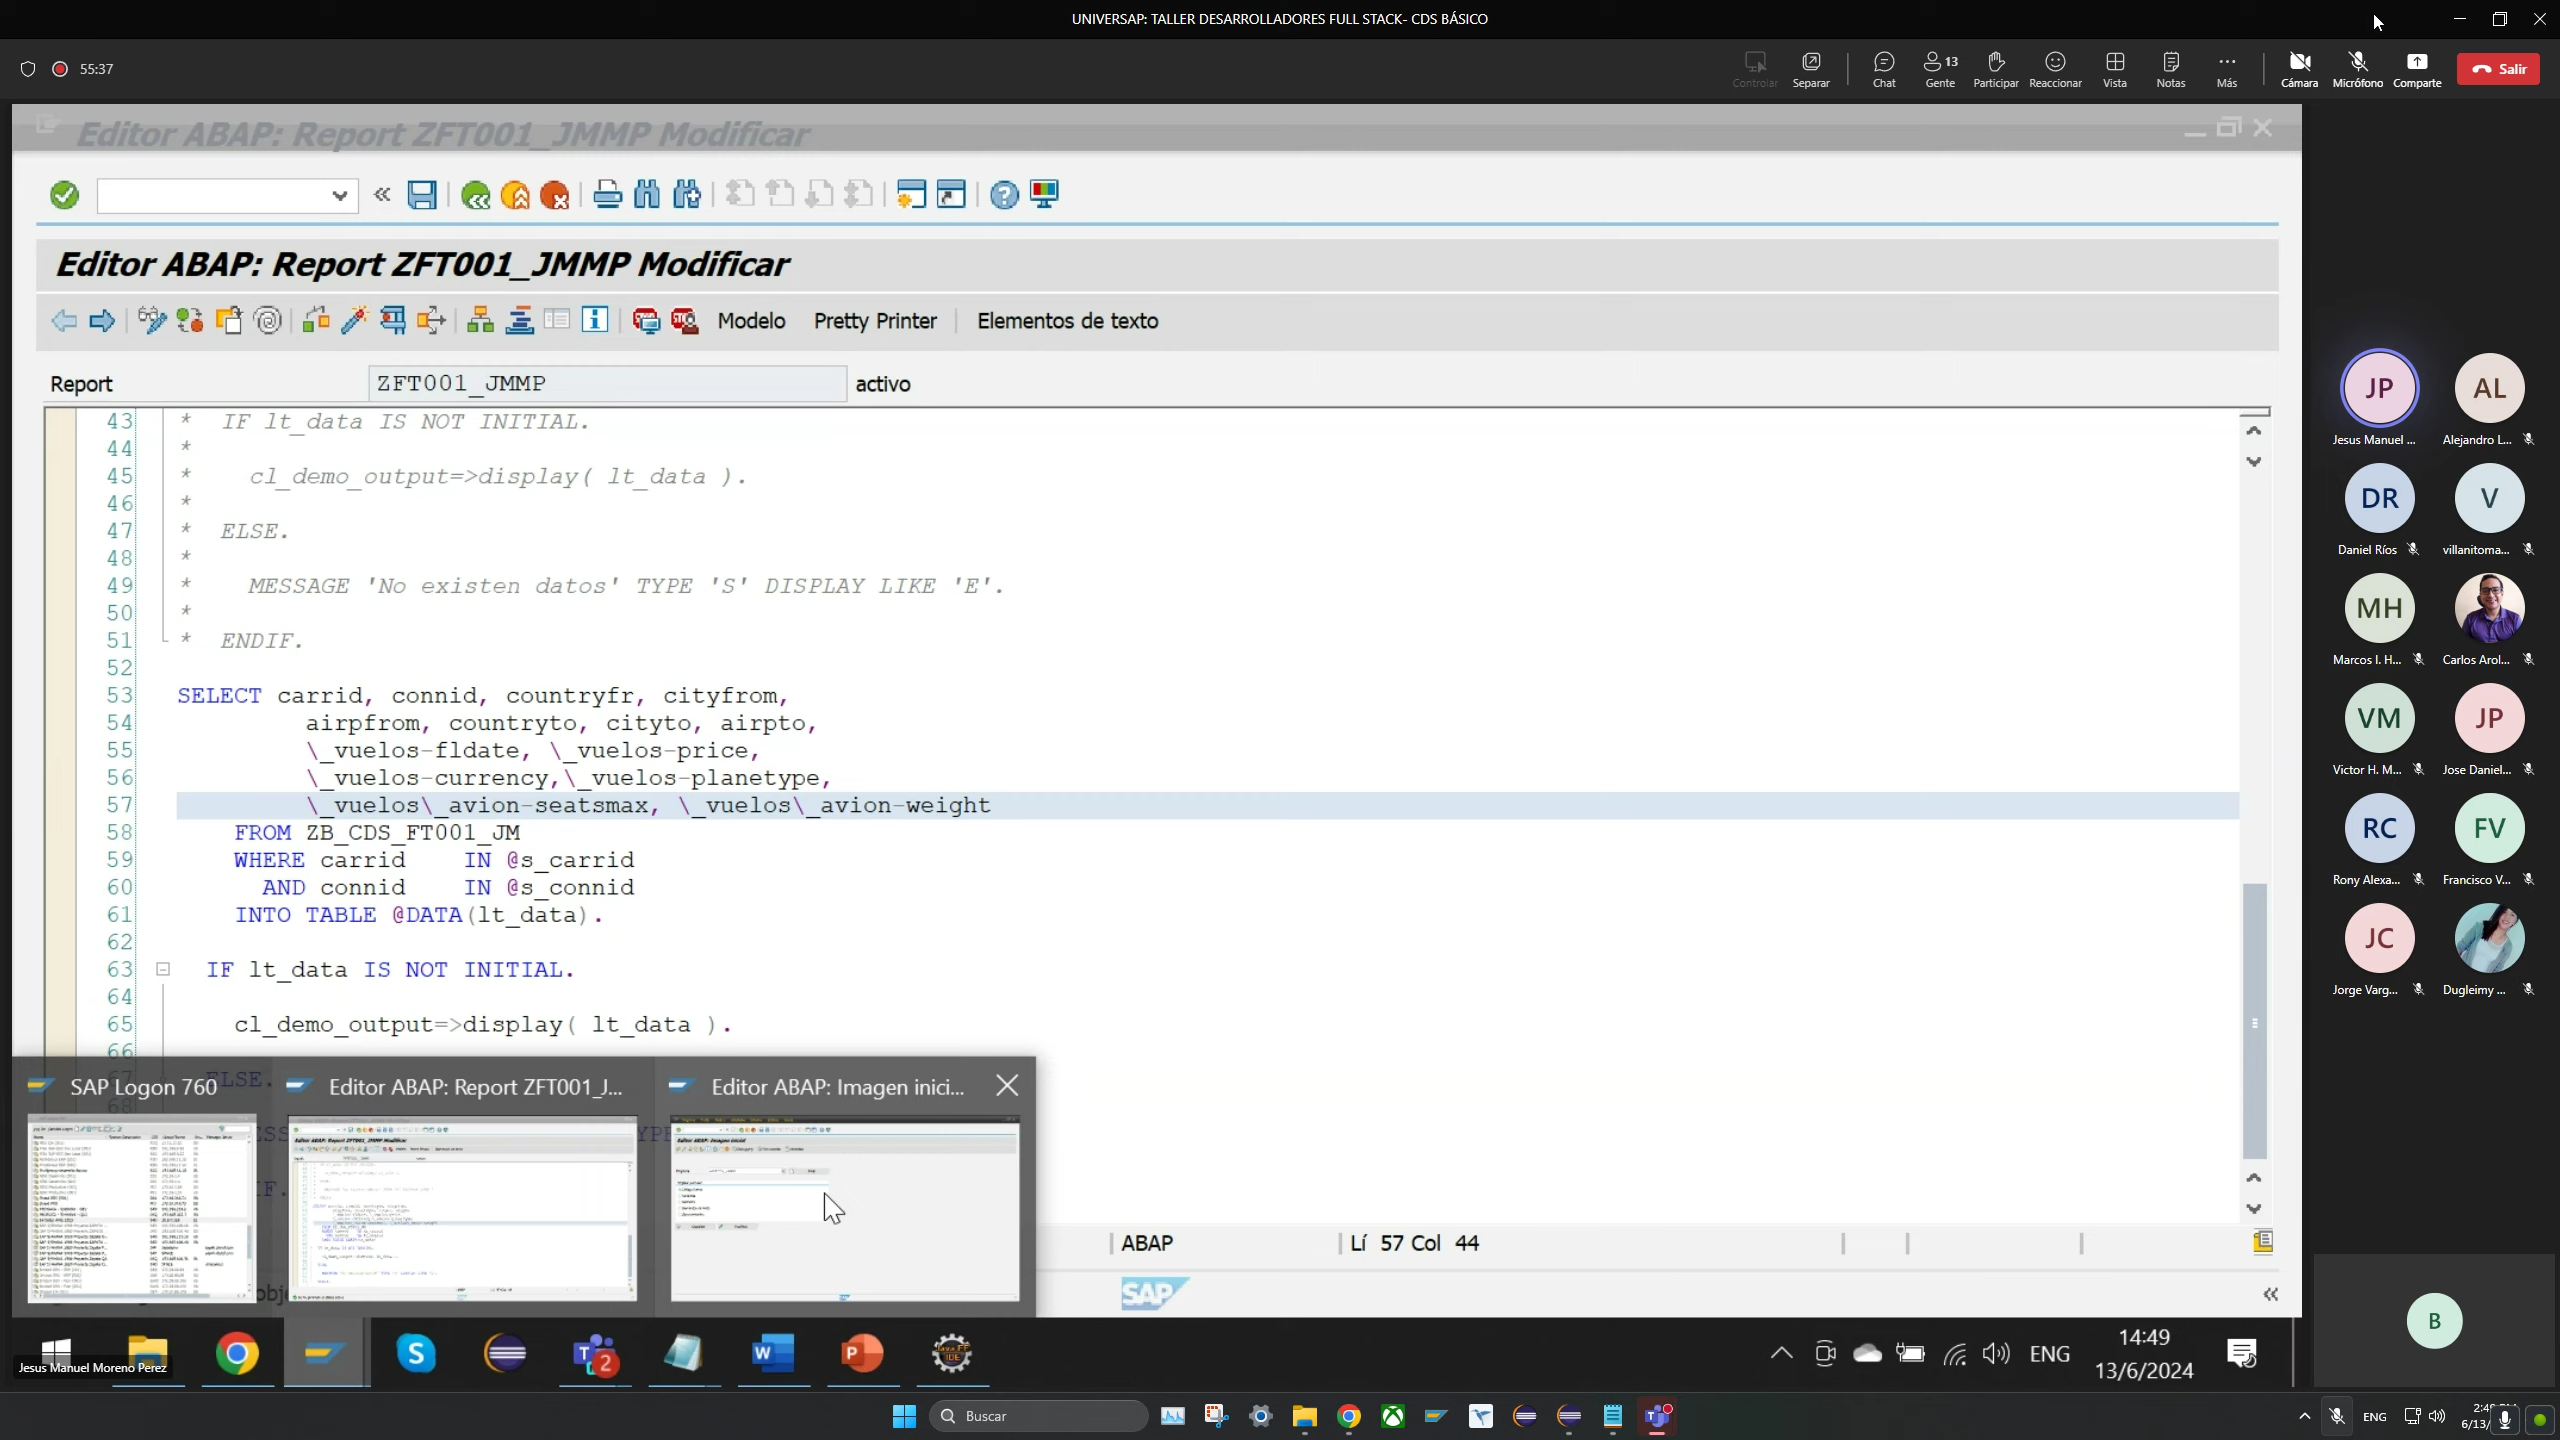 UNIVERSAP: TALLER DESARROLLADORES FULL STACK- CDS BÁSICO
55:37
Controlar
Separar
Chat
Gente
13
Participar
Reaccionar
Vista
Notas
Más
Cámara
Micrófono
Comparte
Salir
Editor ABAP: Report ZFT001_JMMP Modificar
Editor ABAP: Report ZFT001_JMMP Modificar
Modelo
Pretty Printer
Elementos de texto
Report
ZFT001_JMMP
activo
43 * IF lt_data IS NOT INITIAL.
44 *
45 * cl_demo_output=>display( lt_data ).
46 *
47 * ELSE.
48 *
49 * MESSAGE 'No existen datos' TYPE 'S' DISPLAY LIKE 'E'.
50 *
51 * ENDIF.
52
53 SELECT carrid, connid, countryfr, cityfrom,
54 airpfrom, countryto, cityto, airpto,
55 \_vuelos-fldate, \_vuelos-price,
56 \_vuelos-currency,\_vuelos-planetype,
57 \_vuelos\_avion-seatsmax, \_vuelos\_avion-weight
58 FROM ZB_CDS_FT001_JM
59 WHERE carrid IN @s_carrid
60 AND connid IN @s_connid
61 INTO TABLE @DATA(lt_data).
62
63 IF lt_data IS NOT INITIAL.
64
65 cl_demo_output=>display( lt_data ).
66
ELSE.
SAP Logon 760
Editor ABAP: Report ZFT001_J...
Editor ABAP: Imagen inici...
ABAP
Lí 57 Col 44
SAP
Jesus Manuel Moreno Perez
ENG
14:49
13/6/2024
JP
Jesus Manuel ...
AL
Alejandro L...
DR
Daniel Ríos
V
villanitoma...
MH
Marcos I. H...
Carlos Arol...
VM
Victor H. M...
JP
Jose Daniel...
RC
Rony Alexa...
FV
Francisco V...
JC
Jorge Varg...
Dugleimy ...
B
Buscar
ENG